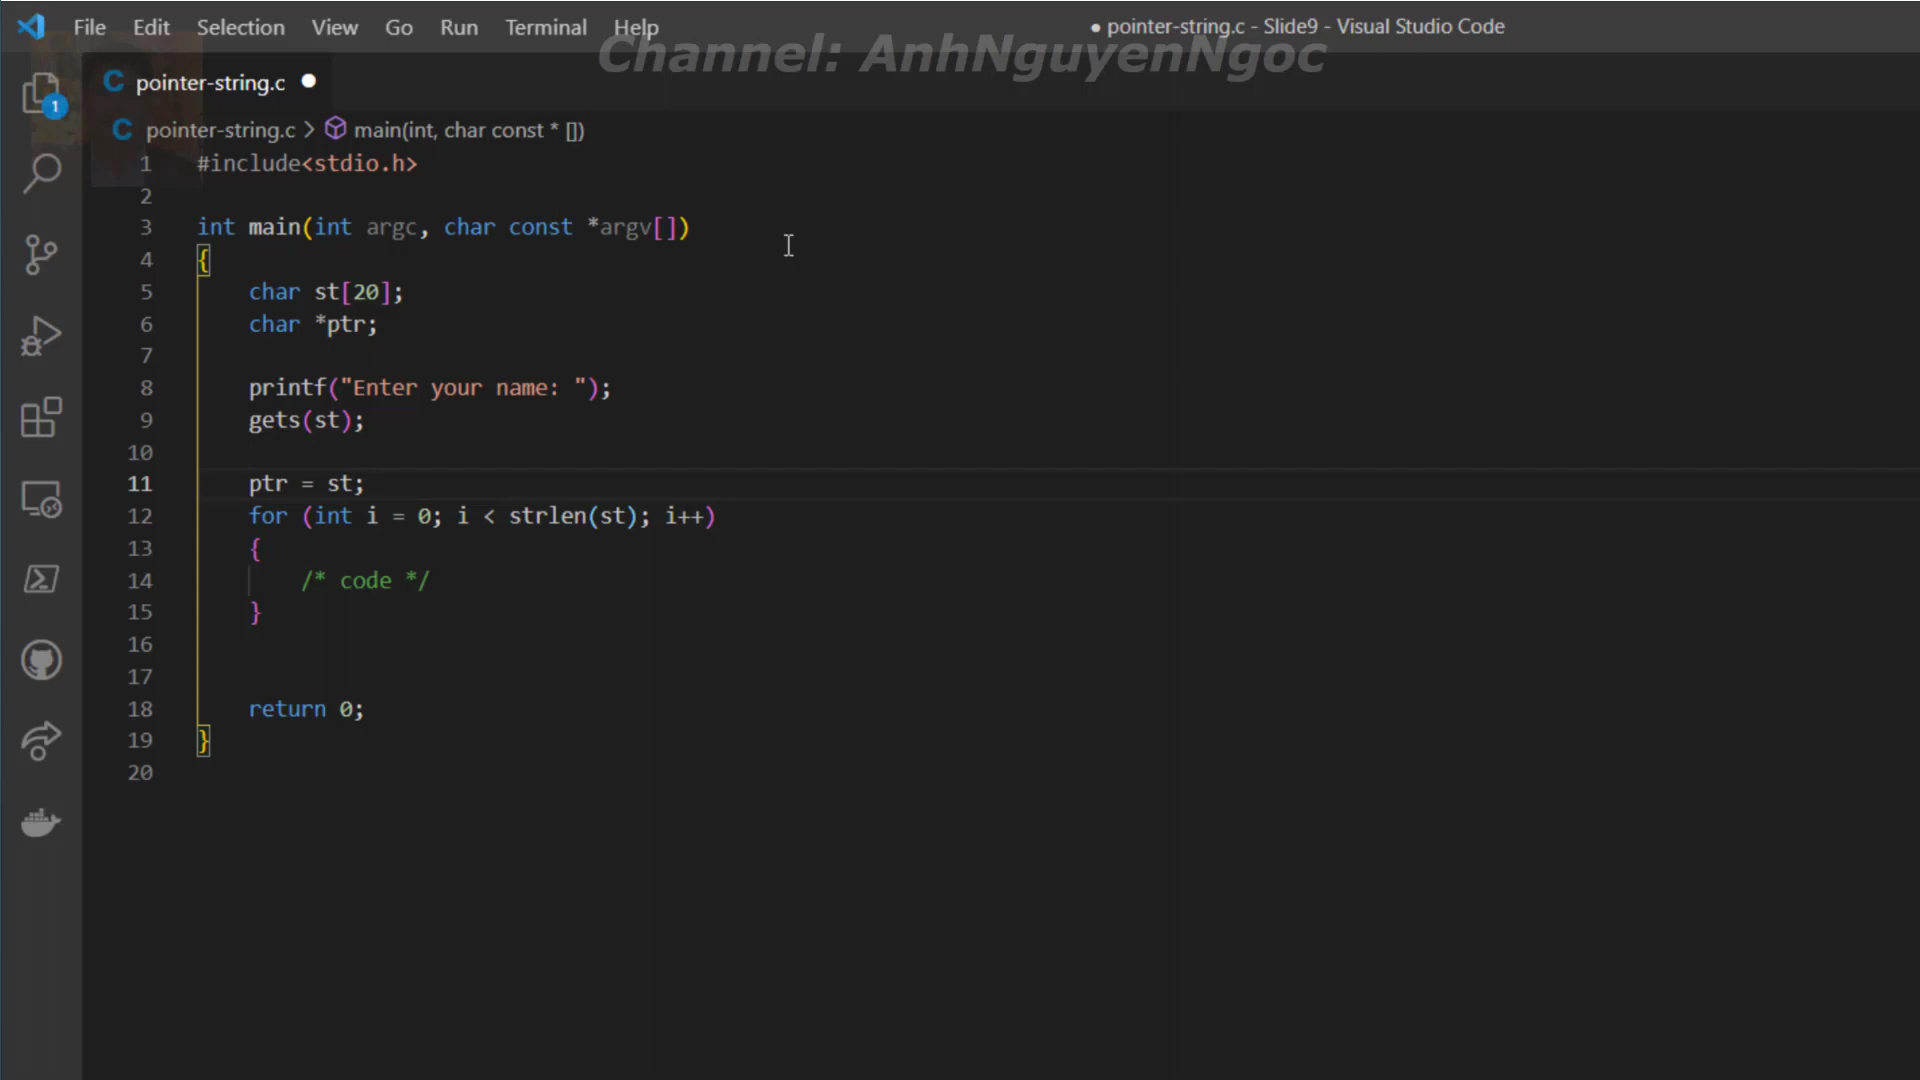 File Edit Selection View Go Run Terminal Help ● pointer-string.c - Slide9 - Visual Studio Code
Channel: AnhNguyenNgoc
C pointer-string.c ●
1
C pointer-string.c > main(int, char const * [])
1 #include<stdio.h>
2
3 int main(int argc, char const *argv[])
4 {
5 char st[20];
6 char *ptr;
7
8 printf("Enter your name: ");
9 gets(st);
10
11 ptr = st;
12 for (int i = 0; i < strlen(st); i++)
13 {
14 /* code */
15 }
16
17
18 return 0;
19 }
20